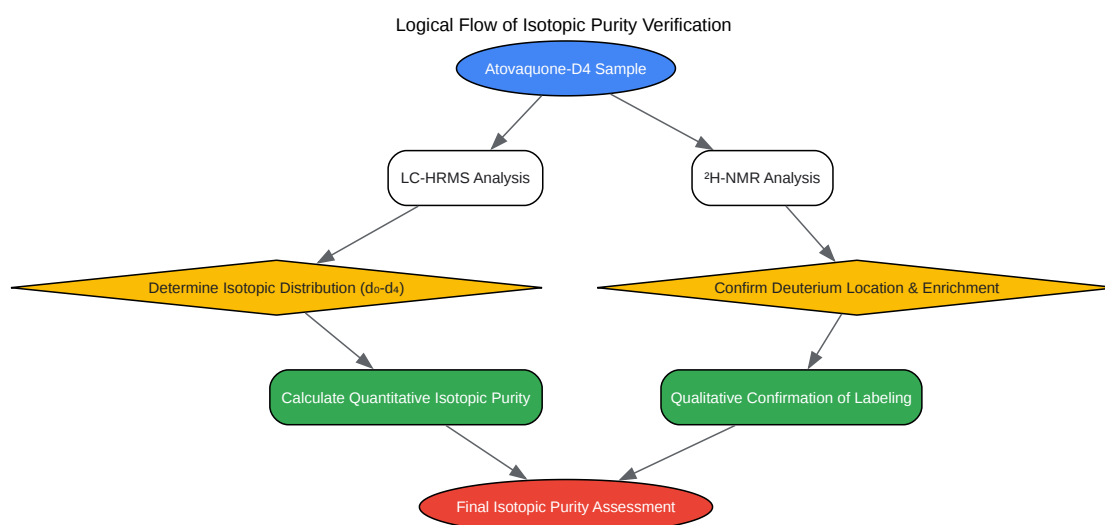 Logical Flow of Isotopic Purity Verification
Atovaquone-D4 Sample
LC-HRMS Analysis
²H-NMR Analysis
Determine Isotopic Distribution (d₀-d₄)
Confirm Deuterium Location & Enrichment
Calculate Quantitative Isotopic Purity
Qualitative Confirmation of Labeling
Final Isotopic Purity Assessment